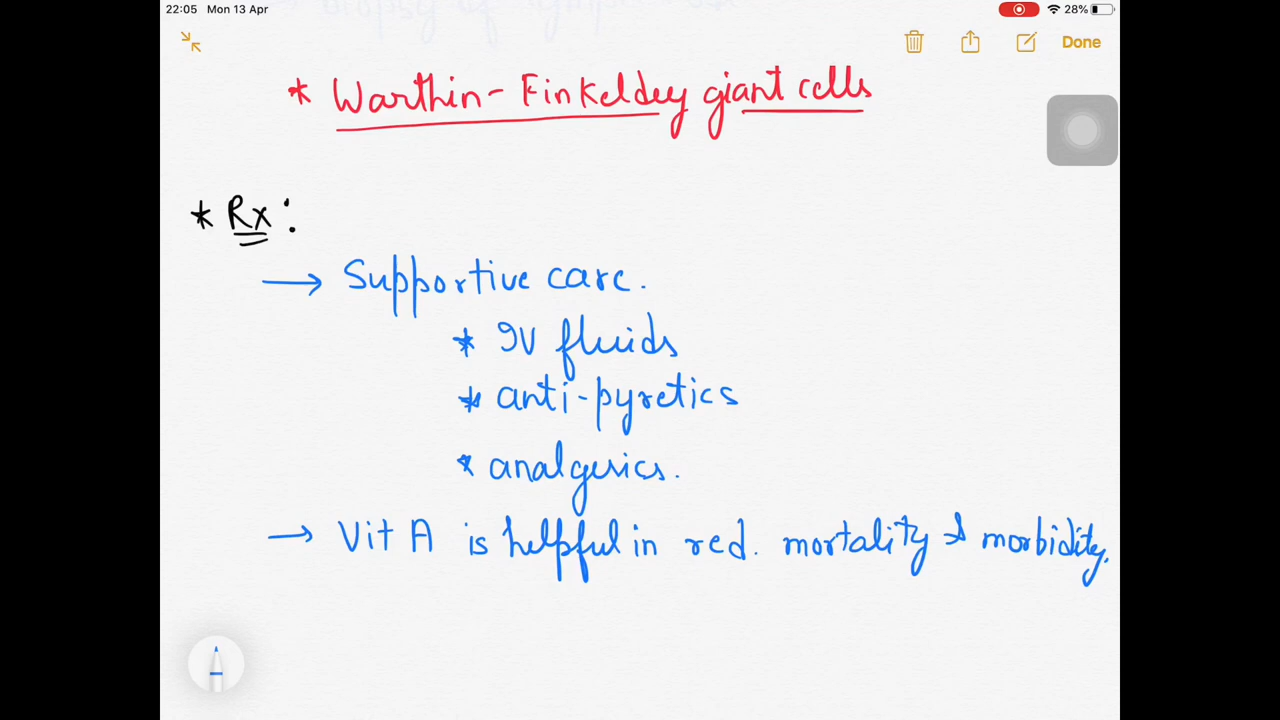 22:05 Mon 13 Apr
28%
Done
* Warthin-Finkeldey giant cells
* Rx:
→ Supportive care.
* IV fluids
* anti-pyretics
* analgesics.
→ Vit A is helpful in red. mortality & morbidity.